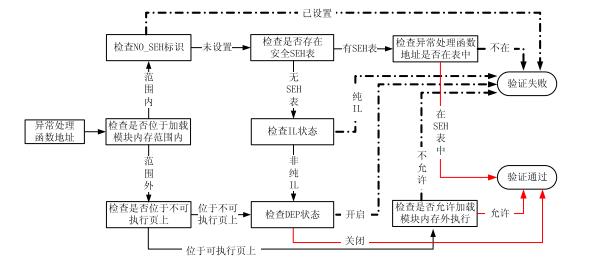 已设置
检查NO_SEH标识
未设置
检查是否存在
安全SEH表
有SEH表
检查异常处理函数
地址是否在表中
不在
范围内
无SEH表
纯IL
验证失败
异常处理
函数地址
检查是否位于加载
模块内存范围内
检查IL状态
在SEH表中
不允许
范围外
非纯IL
验证通过
检查是否位于不可
执行页上
位于不可执行页上
检查DEP状态
开启
检查是否允许加载
模块内存外执行
允许
关闭
位于可执行页上